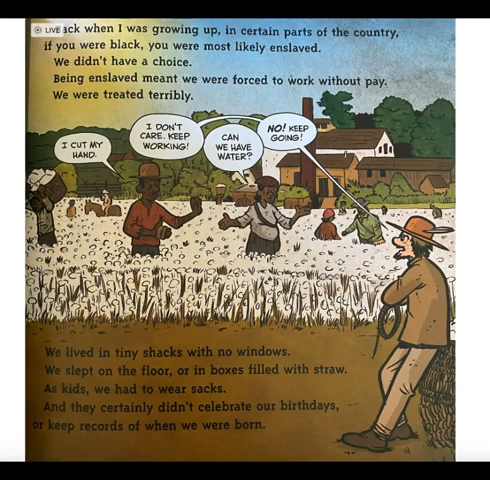 LIVE
ack when I was growing up, in certain parts of the country,
if you were black, you were most likely enslaved.
We didn't have a choice.
Being enslaved meant we were forced to work without pay.
We were treated terribly.
I CUT MY
HAND.
I DON'T
CARE. KEEP
WORKING!
CAN
WE HAVE
WATER?
NO! KEEP
GOING!
We lived in tiny shacks with no windows.
We slept on the floor, or in boxes filled with straw.
As kids, we had to wear sacks.
And they certainly didn't celebrate our birthdays,
or keep records of when we were born.